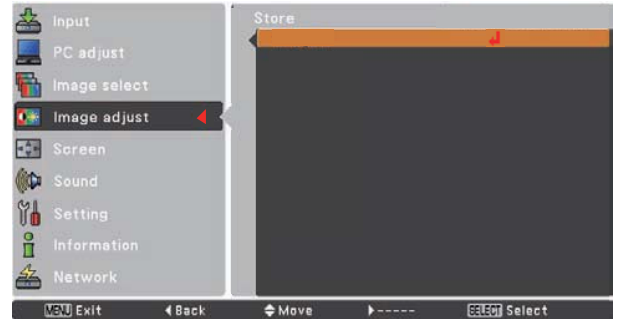 Input
PC adjust
Image select
Image adjust
Screen
Sound
Setting
Information
Network
Store
MENU Exit ◀Back ◆Move ▶----- SELECT Select